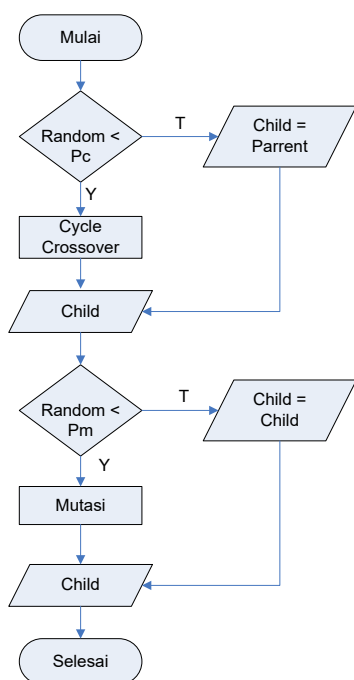 Mulai
Random <
Pc
T
Child =
Parrent
Y
Cycle
Crossover
Child
Random <
Pm
T
Child =
Child
Y
Mutasi
Child
Selesai